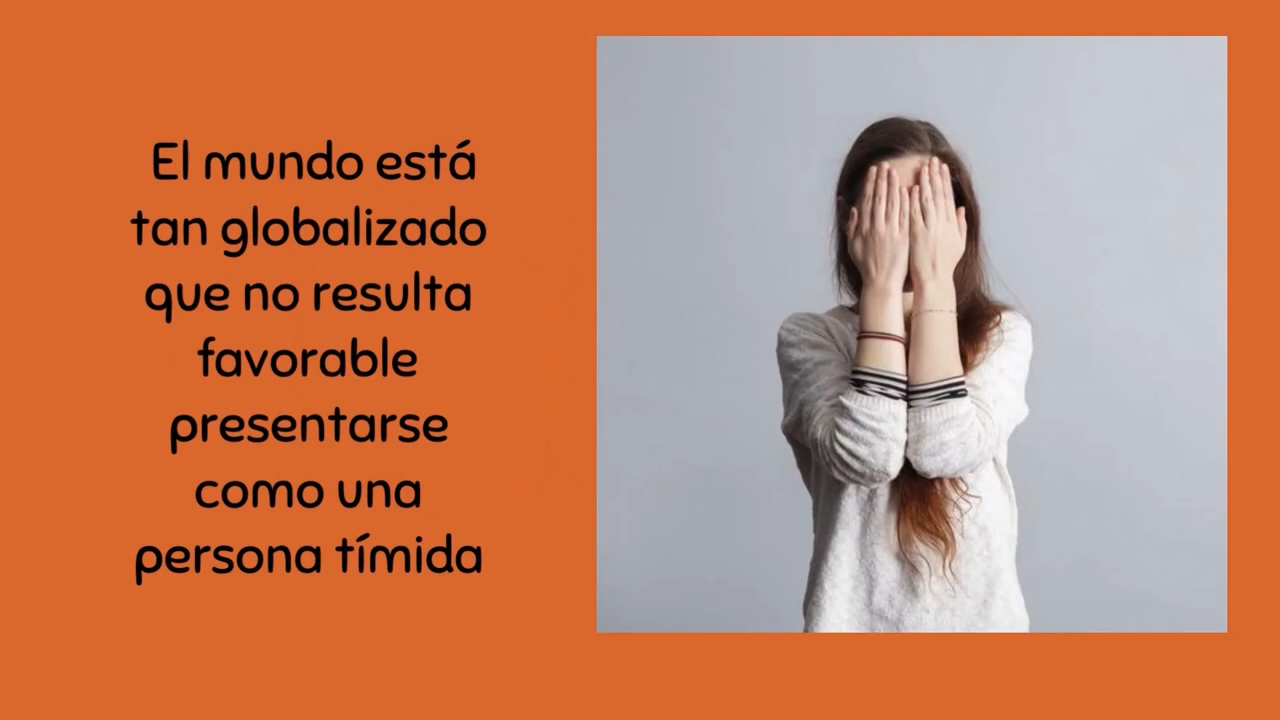 El mundo está
tan globalizado
que no resulta
favorable
presentarse
como una
persona tímida